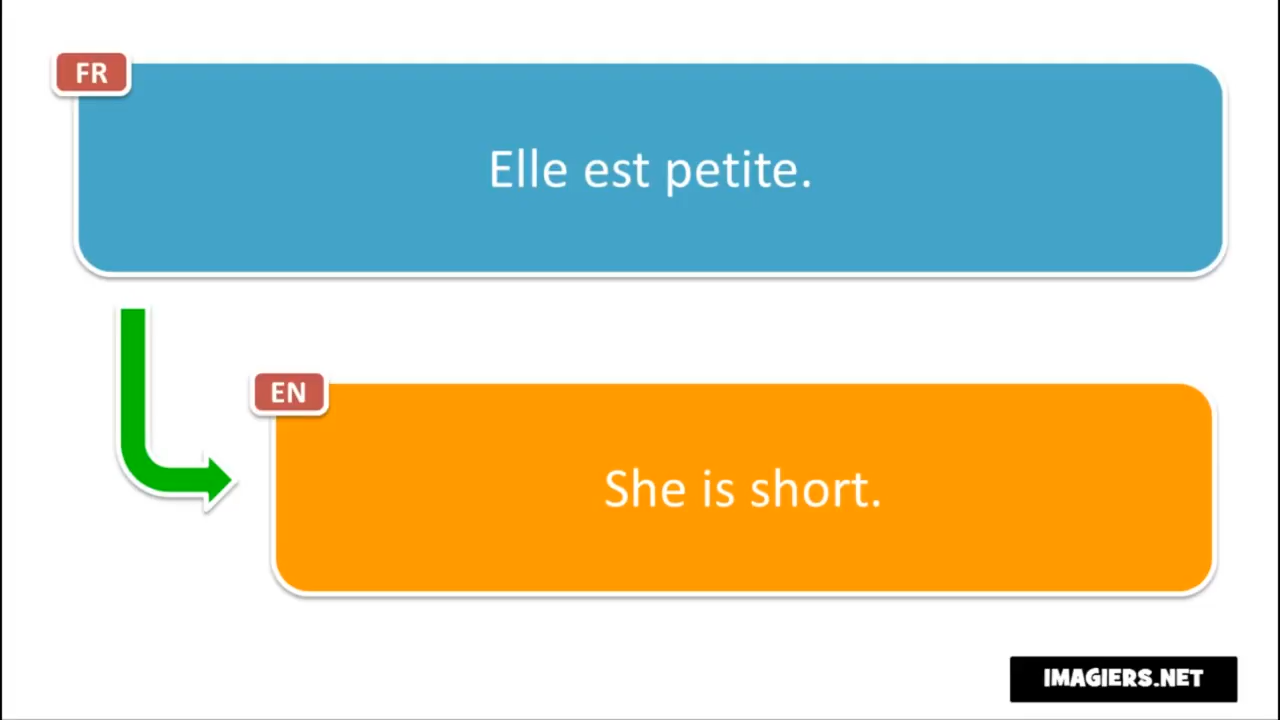 FR
Elle est petite.
EN
She is short.
IMAGIERS.NET